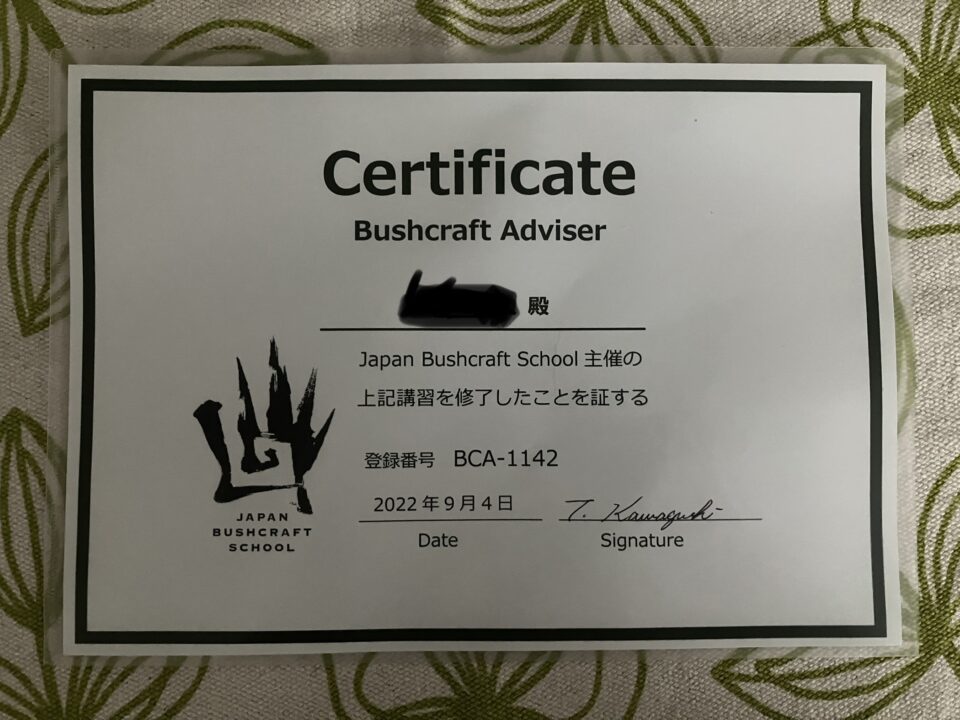 Certificate
Bushcraft Adviser
殿
Japan Bushcraft School 主催の
上記講習を修了したことを証する
登録番号 BCA-1142
2022年9月4日
T. Kawaguchi
Date
Signature
JAPAN
BUSHCRAFT
SCHOOL